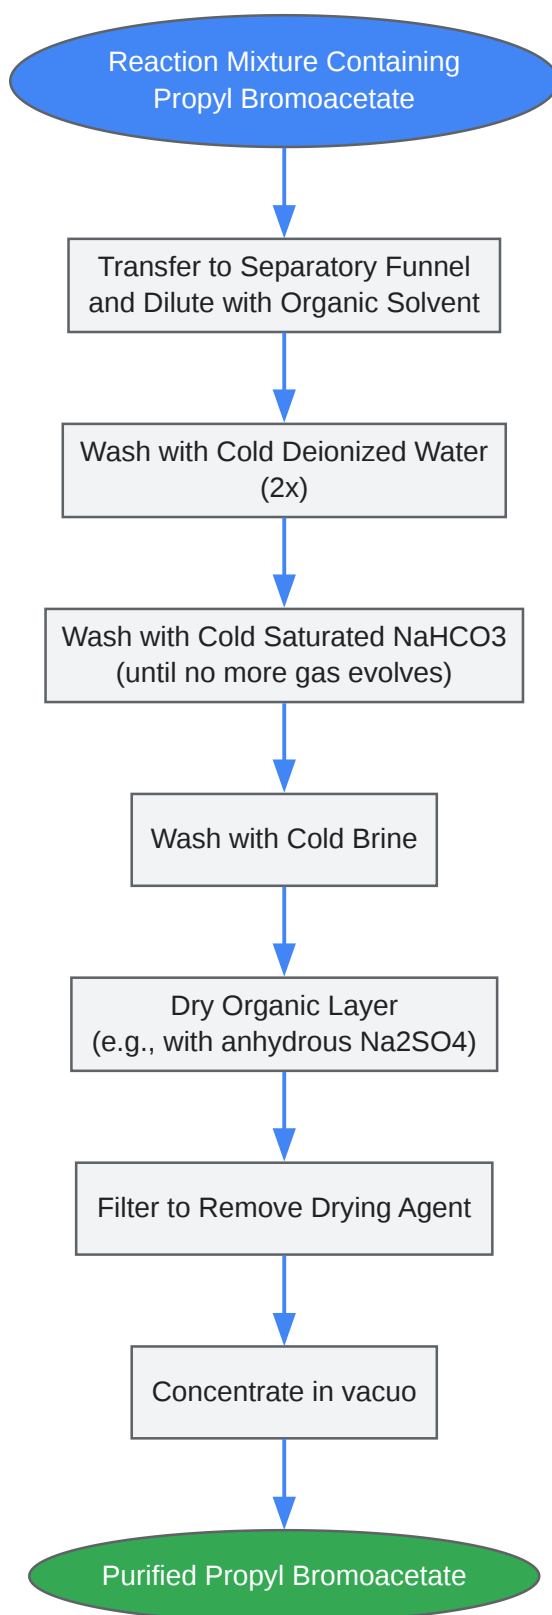 Reaction Mixture Containing
Propyl Bromoacetate
Transfer to Separatory Funnel
and Dilute with Organic Solvent
Wash with Cold Deionized Water
(2x)
Wash with Cold Saturated NaHCO3
(until no more gas evolves)
Wash with Cold Brine
Dry Organic Layer
(e.g., with anhydrous Na2SO4)
Filter to Remove Drying Agent
Concentrate in vacuo
Purified Propyl Bromoacetate